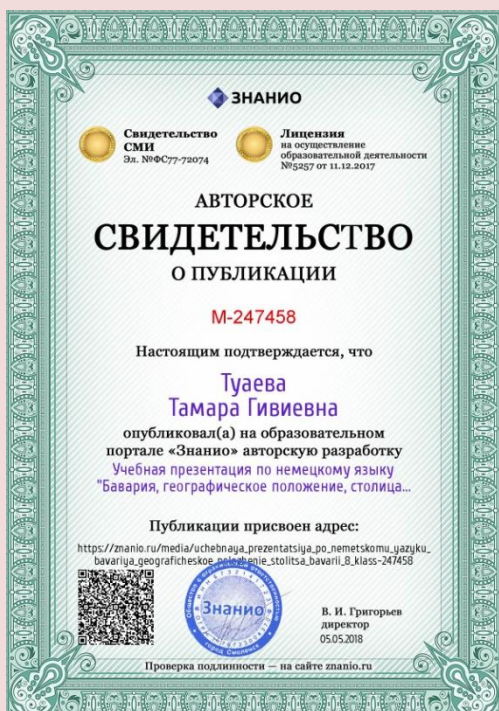 ЗНАНИО
Свидетельство
СМИ
Эл. №ФС77-72074
Лицензия
на осуществление
образовательной деятельности
№5257 от 11.12.2017
АВТОРСКОЕ
СВИДЕТЕЛЬСТВО
О ПУБЛИКАЦИИ
М-247458
Настоящим подтверждается, что
Туаева
Тамара Гивиевна
опубликовал(а) на образовательном
портале «Знанио» авторскую разработку
Учебная презентация по немецкому языку
"Бавария, географическое положение, столица...
Публикации присвоен адрес:
https://znanio.ru/media/uchebnaya_prezentatsiya_po_nemetskomu_yazyku_
bavariya_geograficheskoe_polozhenie_stolitsa_bavarii_8_klass-247458
Знанио
город Смоленск
В. И. Григорьев
директор
05.05.2018
Проверка подлинности — на сайте znanio.ru